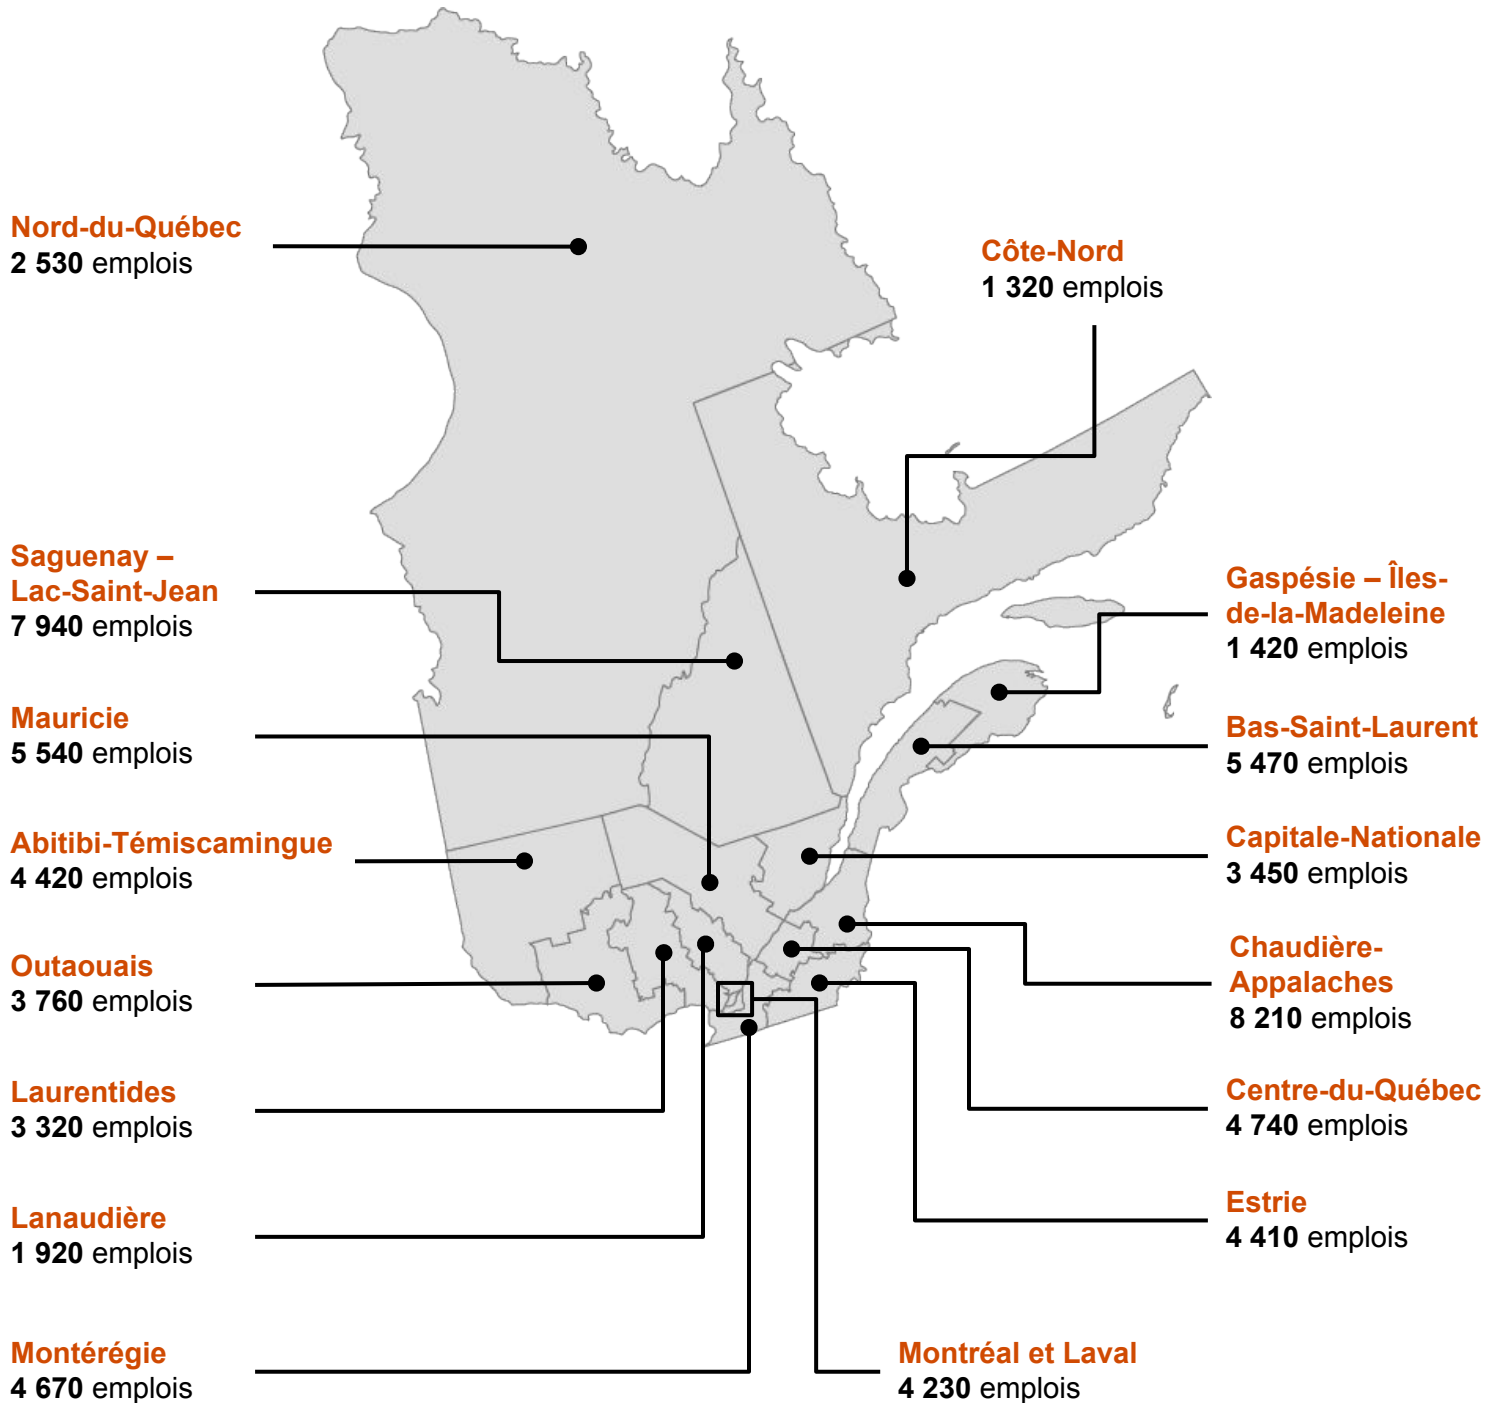 Nord-du-Québec
2 530 emplois
Côte-Nord
1 320 emplois
Saguenay –
Lac-Saint-Jean
7 940 emplois
Gaspésie – Îles-
de-la-Madeleine
1 420 emplois
Mauricie
5 540 emplois
Bas-Saint-Laurent
5 470 emplois
Abitibi-Témiscamingue
4 420 emplois
Capitale-Nationale
3 450 emplois
Outaouais
3 760 emplois
Chaudière-
Appalaches
8 210 emplois
Laurentides
3 320 emplois
Centre-du-Québec
4 740 emplois
Lanaudière
1 920 emplois
Estrie
4 410 emplois
Montérégie
4 670 emplois
Montréal et Laval
4 230 emplois